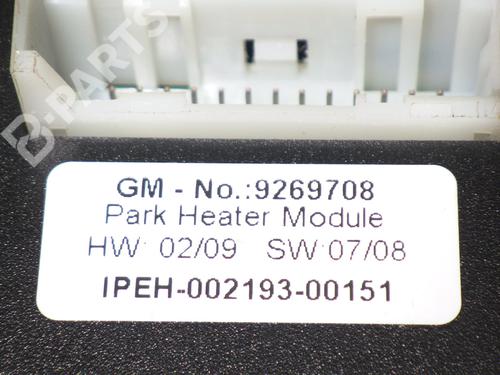 B-PARTS
GM - No.:9269708
Park Heater Module
HW: 02/09 SW:07/08
IPEH-002193-00151